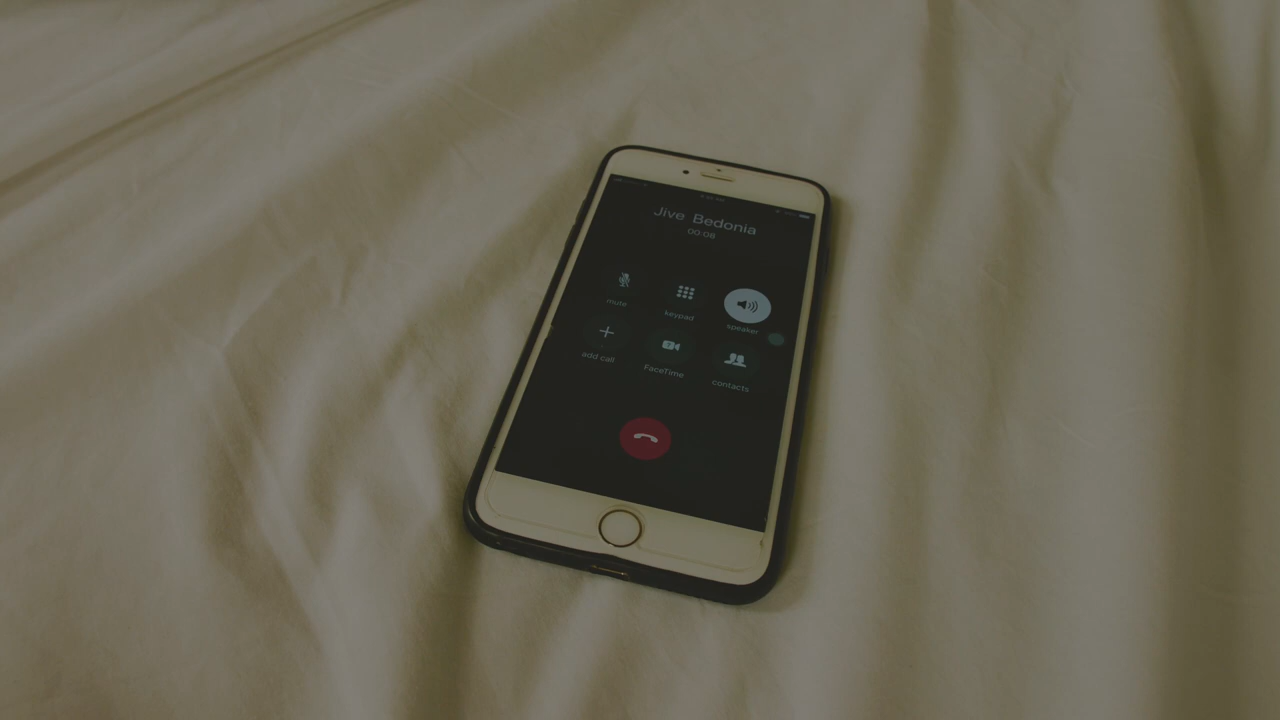 Jive Bedonia
00:08
mute
keypad
speaker
add call
FaceTime
contacts